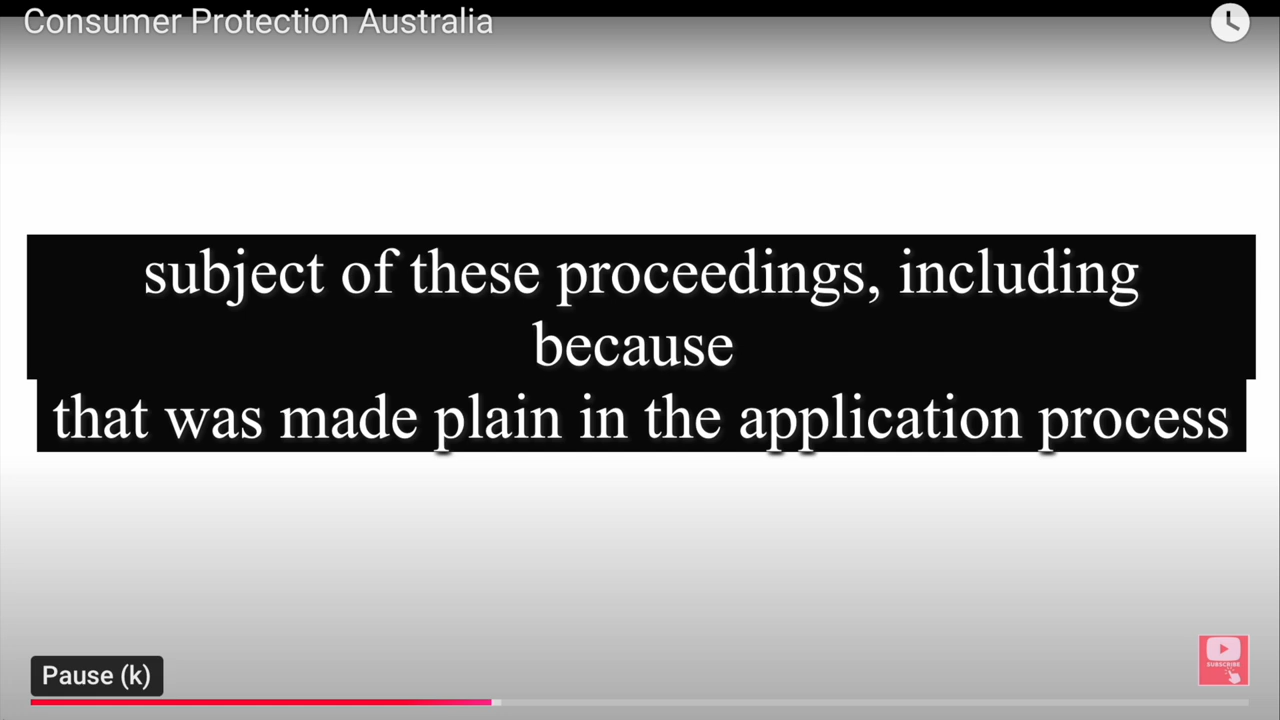 Consumer Protection Australia
subject of these proceedings, including
because
that was made plain in the application process
Pause (k)
SUBSCRIBE